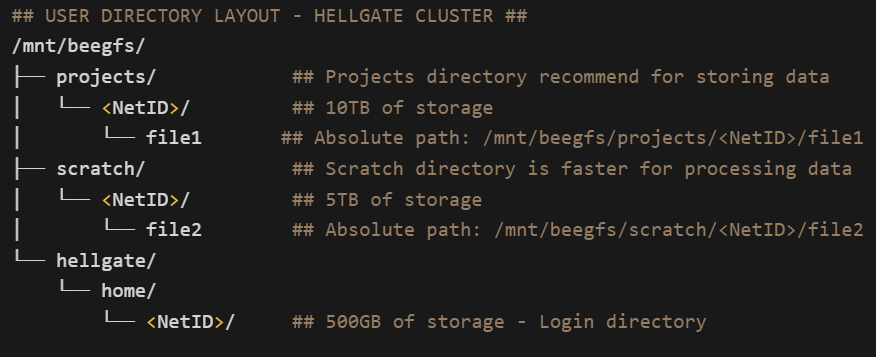 ## USER DIRECTORY LAYOUT - HELLGATE CLUSTER ##
/mnt/beegfs/
├── projects/            ## Projects directory recommend for storing data
│   └── <NetID>/         ## 10TB of storage
│       └── file1       ## Absolute path: /mnt/beegfs/projects/<NetID>/file1
├── scratch/             ## Scratch directory is faster for processing data
│   └── <NetID>/         ## 5TB of storage
│       └── file2        ## Absolute path: /mnt/beegfs/scratch/<NetID>/file2
└── hellgate/
    └── home/
        └── <NetID>/     ## 500GB of storage - Login directory